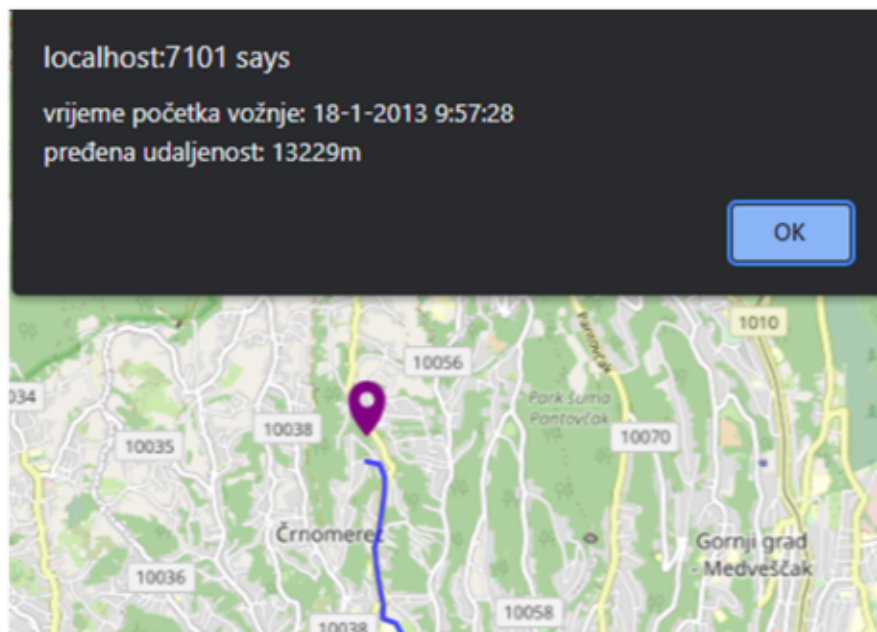 localhost:7101 says
vrijeme početka vožnje: 18-1-2013 9:57:28
pređena udaljenost: 13229m
OK
1010
Pantovčak
10056
034
Park šuma
Pantovčak
10038
10070
10035
Črnomerec
Gornji grad
- Medveščak
10036
10058
10038